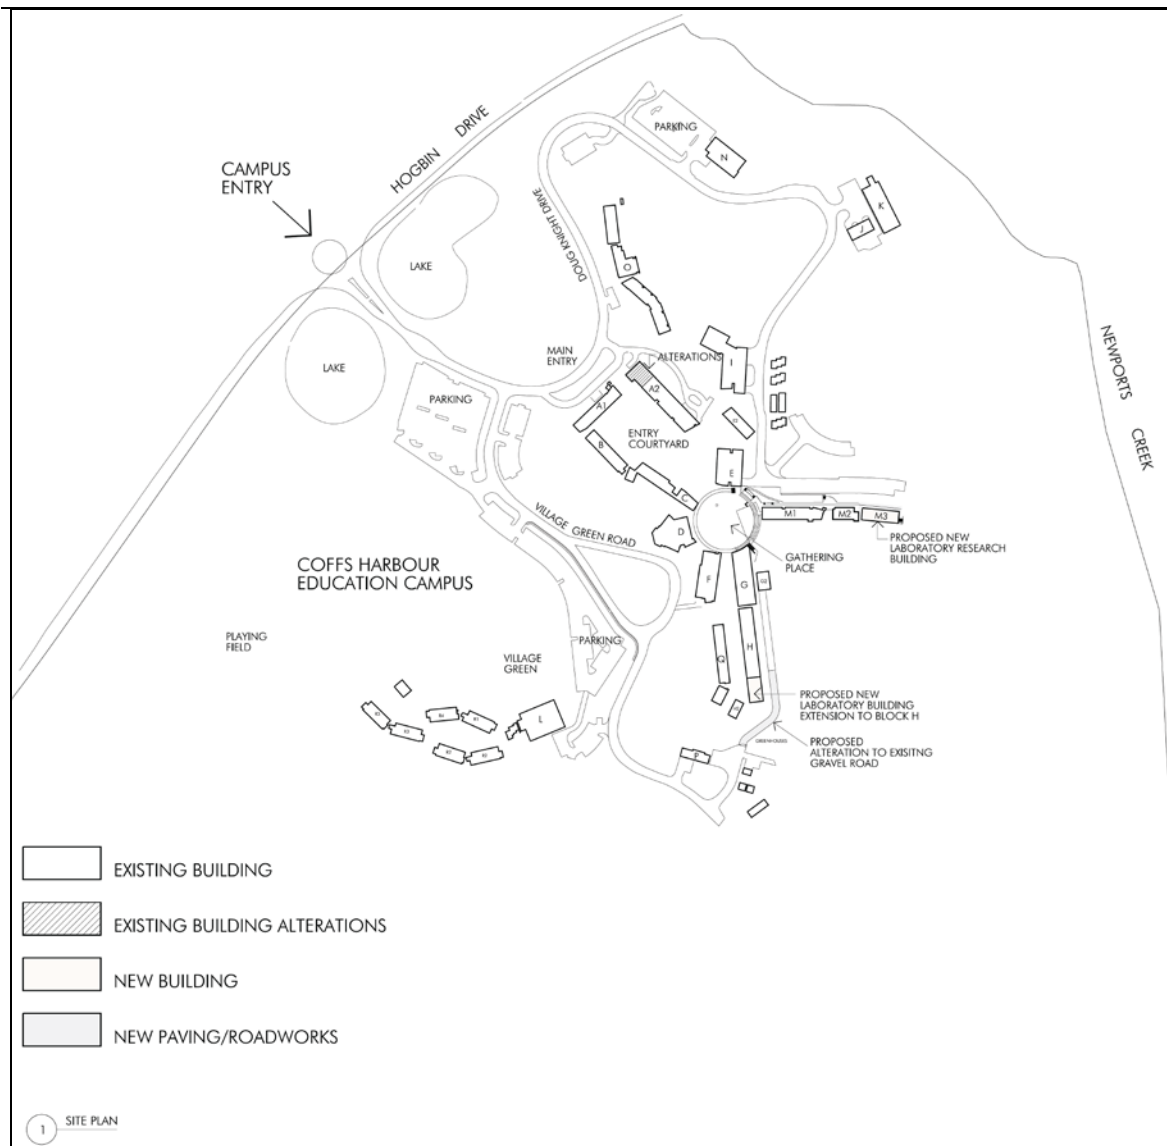 HOGBIN DRIVE
CAMPUS
ENTRY
PARKING
N
K
J
DOUG KNIGHT DRIVE
LAKE
O
NEWPORTS CREEK
MAIN
ENTRY
ALTERATIONS
I
LAKE
A2
PARKING
A1
ENTRY
COURTYARD
B
E
C
M1
M2
M3
VILLAGE GREEN ROAD
D
PROPOSED NEW
LABORATORY RESEARCH
BUILDING
GATHERING
PLACE
COFFS HARBOUR
EDUCATION CAMPUS
F
G
PLAYING
FIELD
PARKING
H
VILLAGE
GREEN
Q
PROPOSED NEW
LABORATORY BUILDING
EXTENSION TO BLOCK H
L
PROPOSED
ALTERATION TO EXISITNG
GRAVEL ROAD
P
EXISTING BUILDING
EXISTING BUILDING ALTERATIONS
NEW BUILDING
NEW PAVING/ROADWORKS
1 SITE PLAN